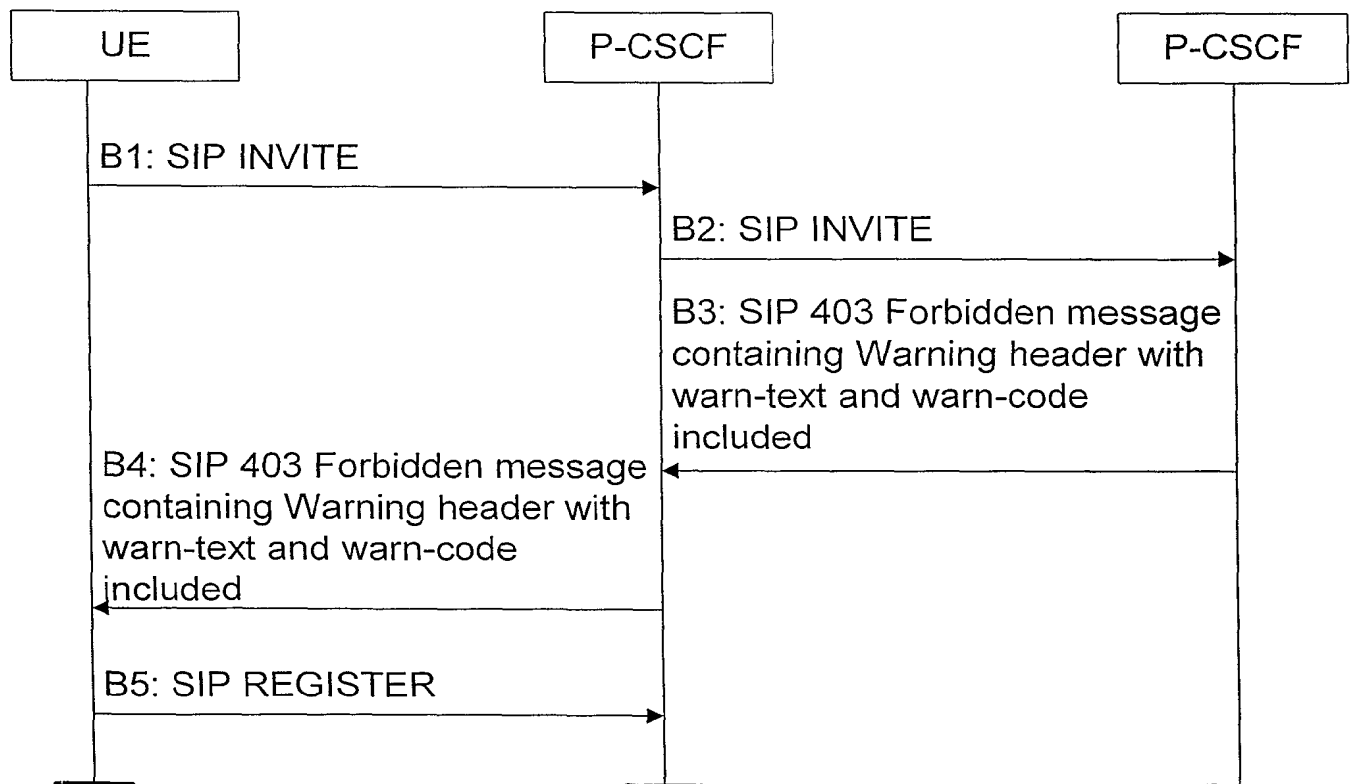 UE
P-CSCF
P-CSCF
B1: SIP INVITE
B2: SIP INVITE
B3: SIP 403 Forbidden message
containing Warning header with
warn-text and warn-code
included
B4: SIP 403 Forbidden message
containing Warning header with
warn-text and warn-code
included
B5: SIP REGISTER